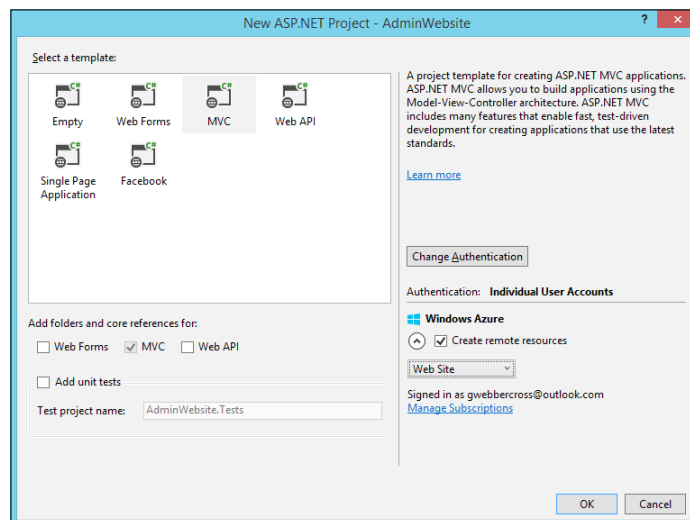 New ASP.NET Project - AdminWebsite
? ×
Select a template:
C# C# C# C#
Empty Web Forms MVC Web API
C# C#
Single Page Application Facebook
A project template for creating ASP.NET MVC applications.
ASP.NET MVC allows you to build applications using the
Model-View-Controller architecture. ASP.NET MVC
includes many features that enable fast, test-driven
development for creating applications that use the latest
standards.
Learn more
Change Authentication
Authentication: Individual User Accounts
Windows Azure
Create remote resources
Web Site
Signed in as gwebbercross@outlook.com
Manage Subscriptions
Add folders and core references for:
Web Forms MVC Web API
Add unit tests
Test project name: AdminWebsite.Tests
OK Cancel